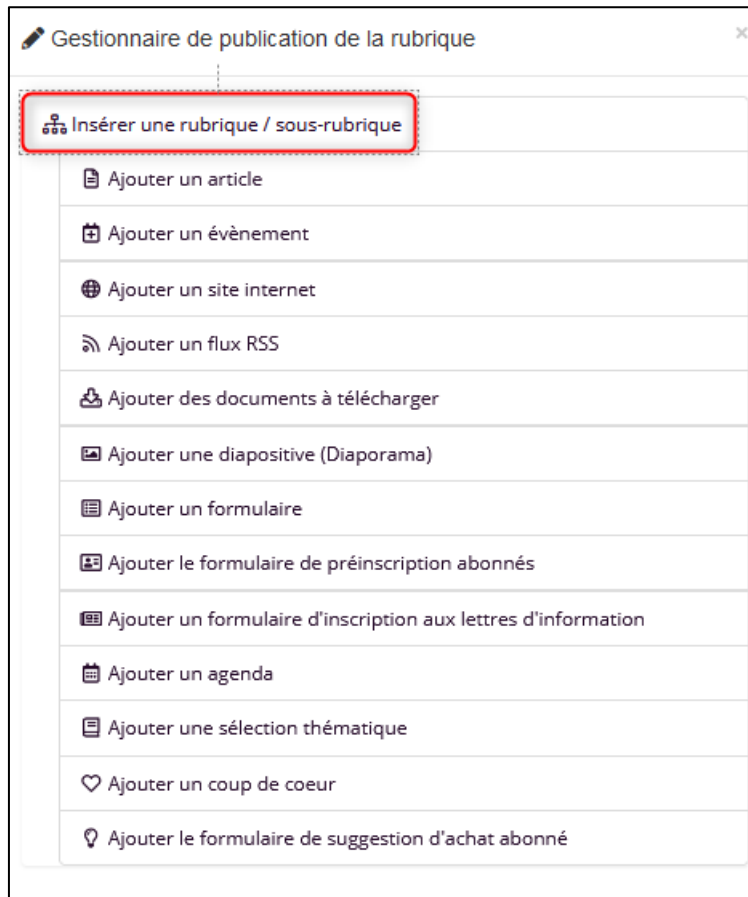 Gestionnaire de publication de la rubrique
×
Insérer une rubrique / sous-rubrique
Ajouter un article
Ajouter un évènement
Ajouter un site internet
Ajouter un flux RSS
Ajouter des documents à télécharger
Ajouter une diapositive (Diaporama)
Ajouter un formulaire
Ajouter le formulaire de préinscription abonnés
Ajouter un formulaire d'inscription aux lettres d'information
Ajouter un agenda
Ajouter une sélection thématique
Ajouter un coup de coeur
Ajouter le formulaire de suggestion d'achat abonné